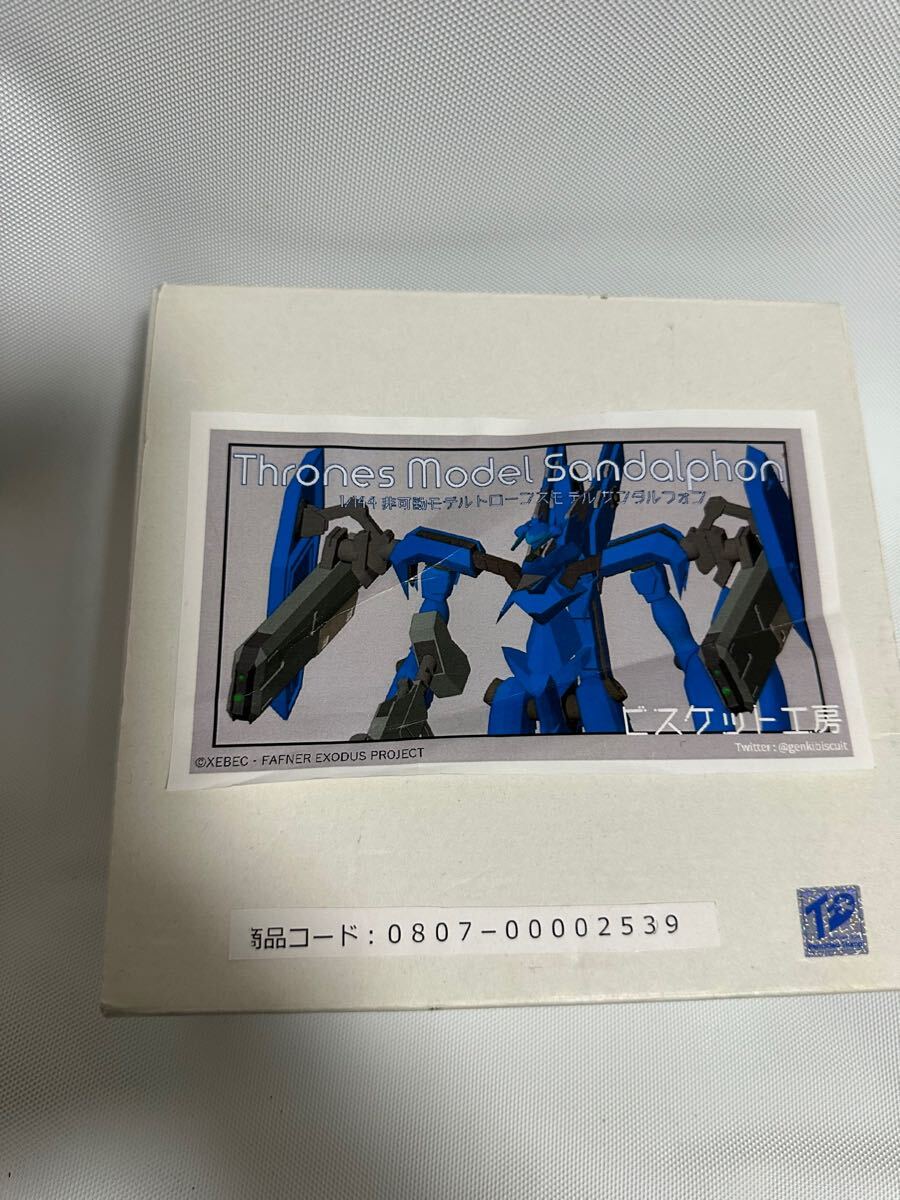 Thrones Model Sandalphon
1/144 非可動モデルトローンズモデル ザンダルフォン
ビスケット工房
Twitter : @genkibiscuit
©XEBEC・FAFNER EXODUS PROJECT
商品コード：0807-00002539